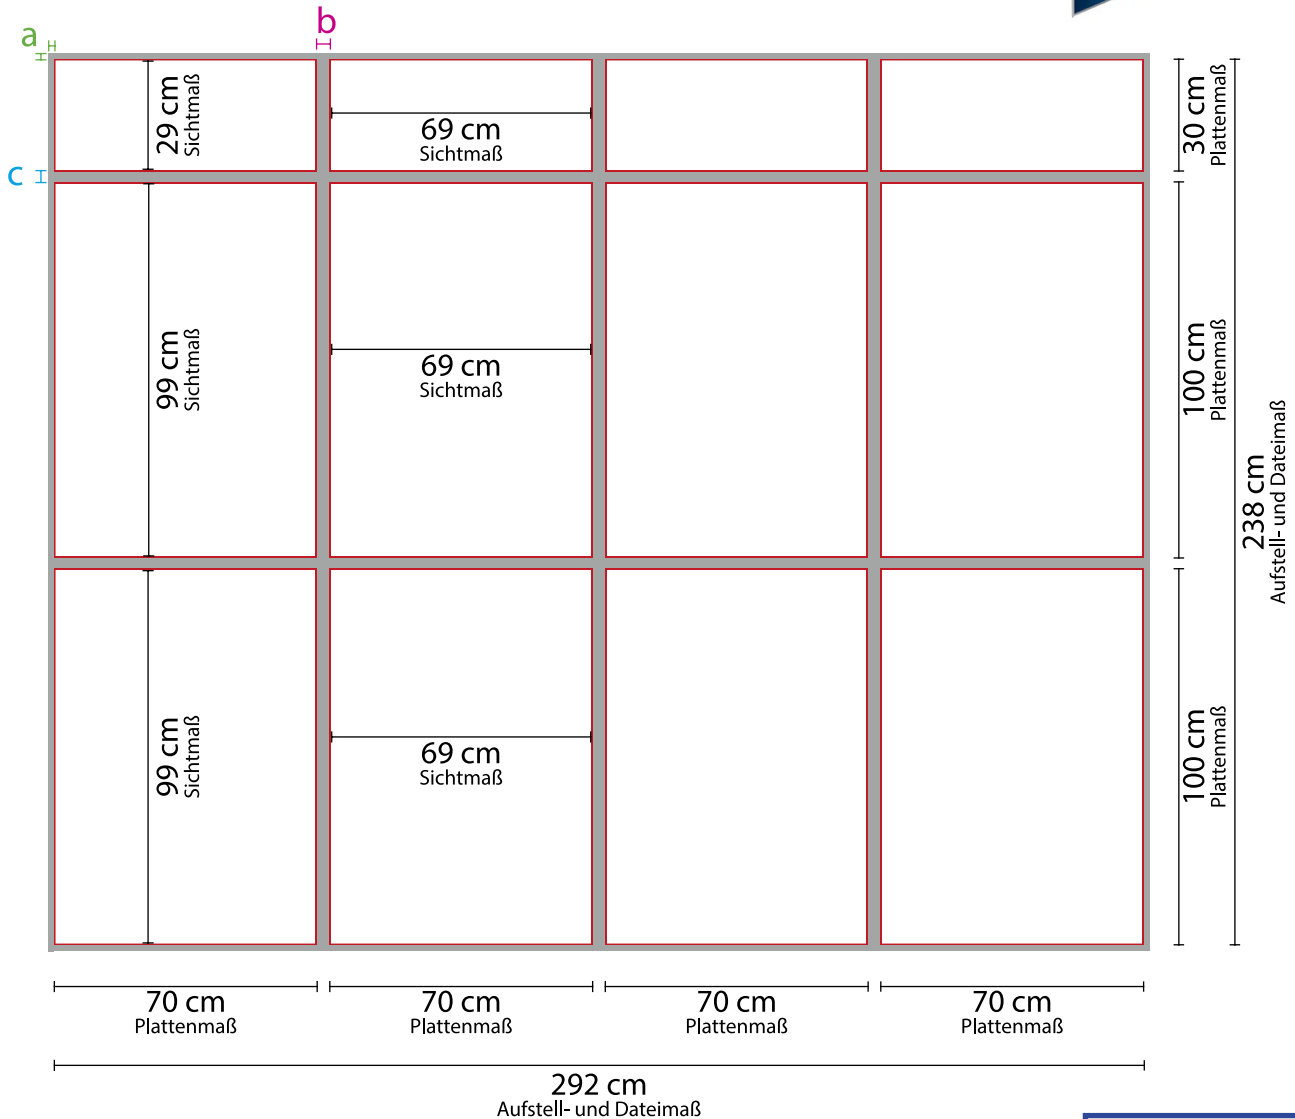 a
b
29 cm
Sichtmaß
69 cm
Sichtmaß
30 cm
Plattenmaß
c
99 cm
Sichtmaß
69 cm
Sichtmaß
100 cm
Plattenmaß
238 cm
Aufstell- und Dateimaß
99 cm
Sichtmaß
69 cm
Sichtmaß
100 cm
Plattenmaß
70 cm
Plattenmaß
70 cm
Plattenmaß
70 cm
Plattenmaß
70 cm
Plattenmaß
292 cm
Aufstell- und Dateimaß